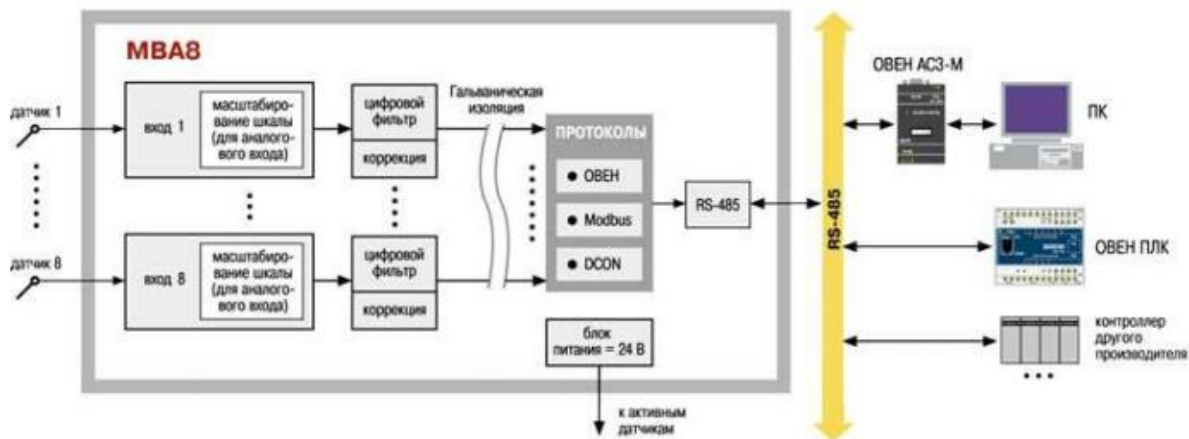 МВА8
датчик 1
вход 1
масштабиро-
вание шкалы
(для аналого-
вого входа)
цифровой
фильтр
коррекция
Гальваническая
изоляция
ПРОТОКОЛЫ
ОВЕН
Modbus
DCON
RS-485
датчик 8
вход 8
масштабиро-
вание шкалы
(для аналого-
вого входа)
цифровой
фильтр
коррекция
блок
питания = 24 В
к активным
датчикам
RS-485
ОВЕН АС3-М
ПК
ОВЕН ПЛК
контроллер
другого
производителя